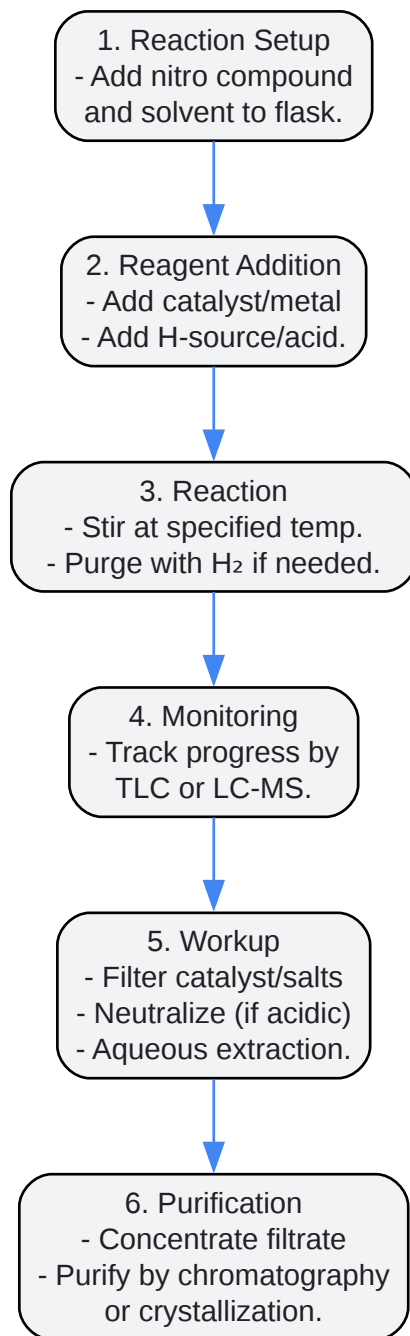 1. Reaction Setup
- Add nitro compound
and solvent to flask.
2. Reagent Addition
- Add catalyst/metal
- Add H-source/acid.
3. Reaction
- Stir at specified temp.
- Purge with H₂ if needed.
4. Monitoring
- Track progress by
TLC or LC-MS.
5. Workup
- Filter catalyst/salts
- Neutralize (if acidic)
- Aqueous extraction.
6. Purification
- Concentrate filtrate
- Purify by chromatography
or crystallization.